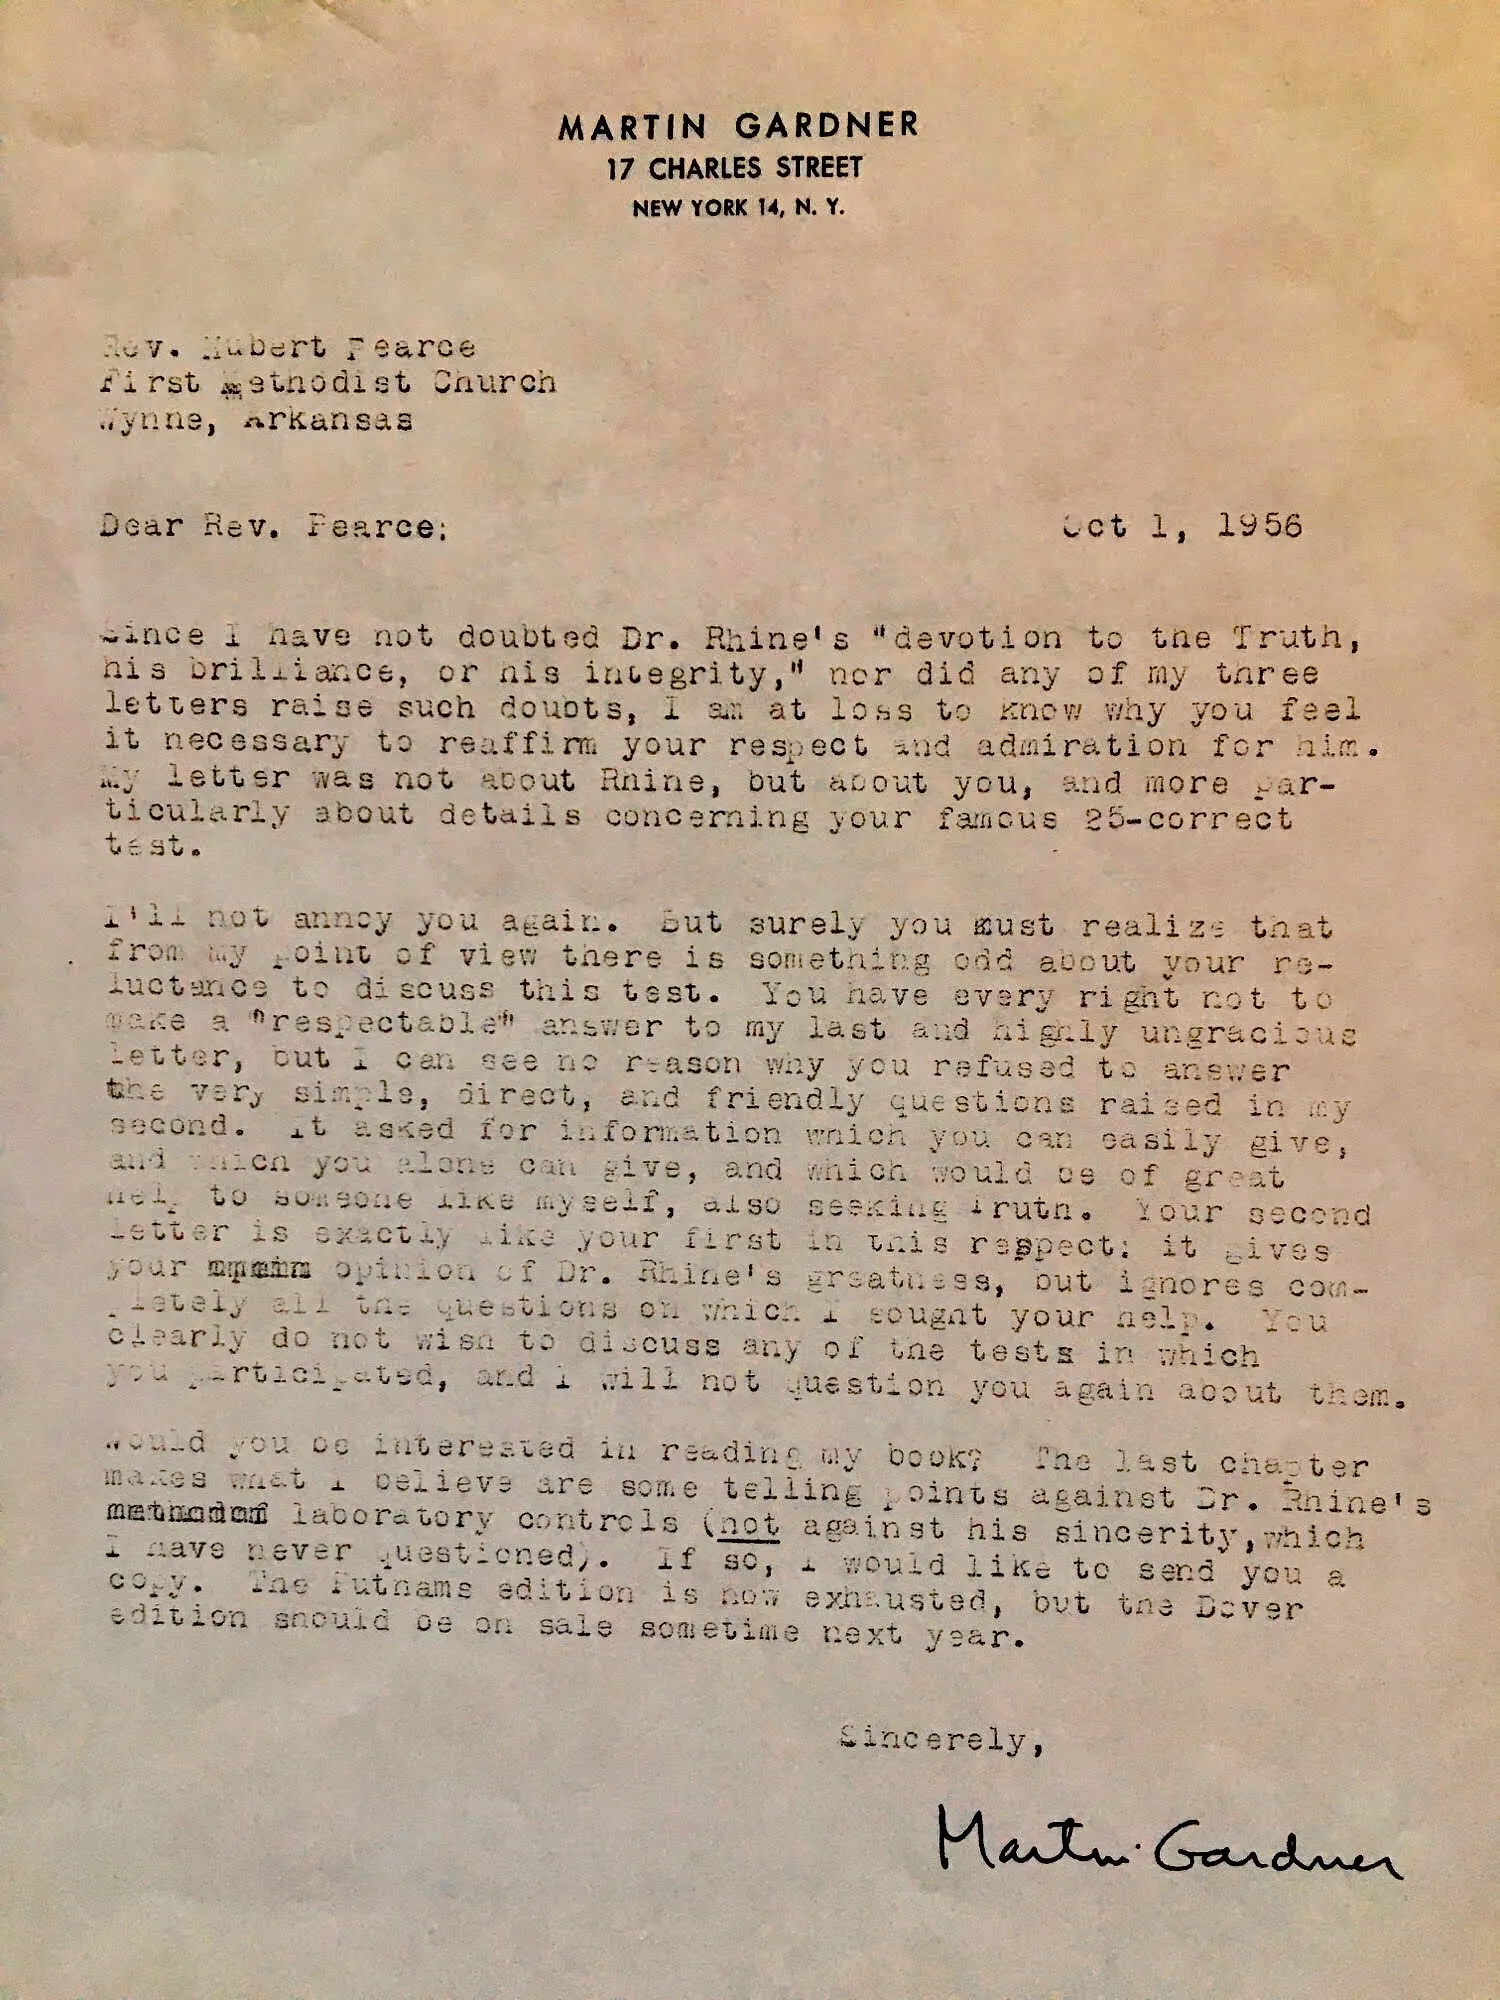 MARTIN GARDNER
17 CHARLES STREET
NEW YORK 14, N. Y.
Rev. Hubert Pearce
First Methodist Church
Wynne, Arkansas
Dear Rev. Pearce;
Oct 1, 1956
Since I have not doubted Dr. Rhine's "devotion to the Truth,
his brilliance, or his integrity," nor did any of my three
letters raise such doubts, I am at loss to know why you feel
it necessary to reaffirm your respect and admiration for him.
My letter was not about Rhine, but about you, and more par-
ticularly about details concerning your famous 25-correct
test.
I'll not annoy you again. But surely you must realize that
from my point of view there is something odd about your re-
luctance to discuss this test. You have every right not to
make a "respectable" answer to my last and highly ungracious
letter, but I can see no reason why you refused to answer
the very simple, direct, and friendly questions raised in my
second. It asked for information which you can easily give,
and which you alone can give, and which would be of great
help to someone like myself, also seeking Truth. Your second
letter is exactly like your first in this respect: it gives
your opinion of Dr. Rhine's greatness, but ignores com-
pletely all the questions on which I sought your help. You
clearly do not wish to discuss any of the tests in which
you participated, and I will not question you again about them.
Would you be interested in reading my book? The last chapter
makes what I believe are some telling points against Dr. Rhine's
laboratory controls (not against his sincerity,which
I have never questioned). If so, I would like to send you a
copy. The Putnams edition is now exhausted, but the Dover
edition should be on sale sometime next year.
Sincerely,
Martin Gardner